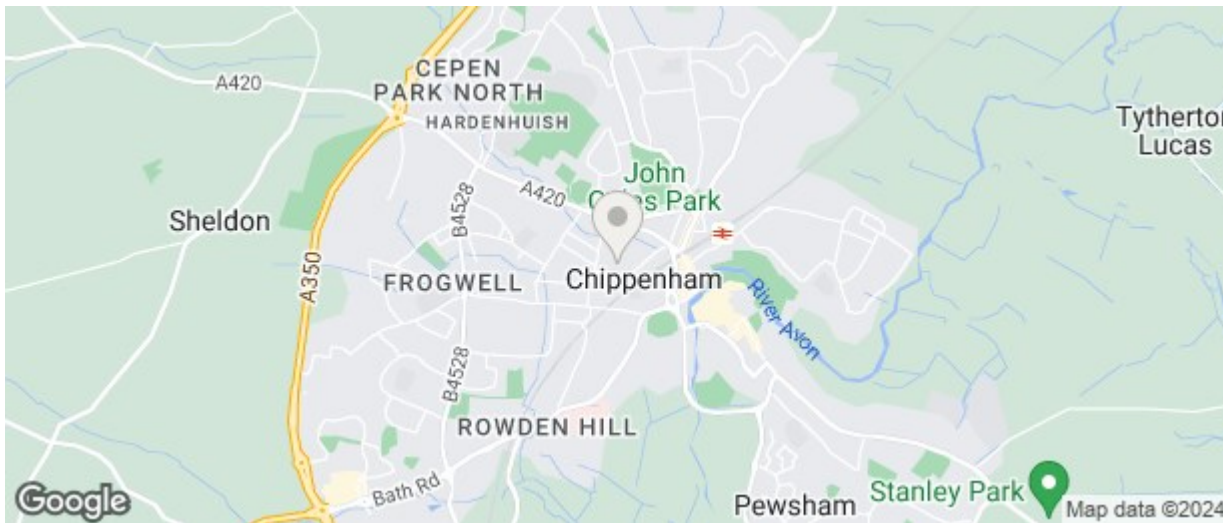 A420
CEPEN
PARK NORTH
HARDENHUISH
Tytherton
Lucas
John
Park
A420
B4528
Sheldon
A350
FROGWELL
Chippenham
River Avon
B4528
ROWDEN HILL
Bath Rd
Pewsham
Stanley Park
Google
Map data ©2024